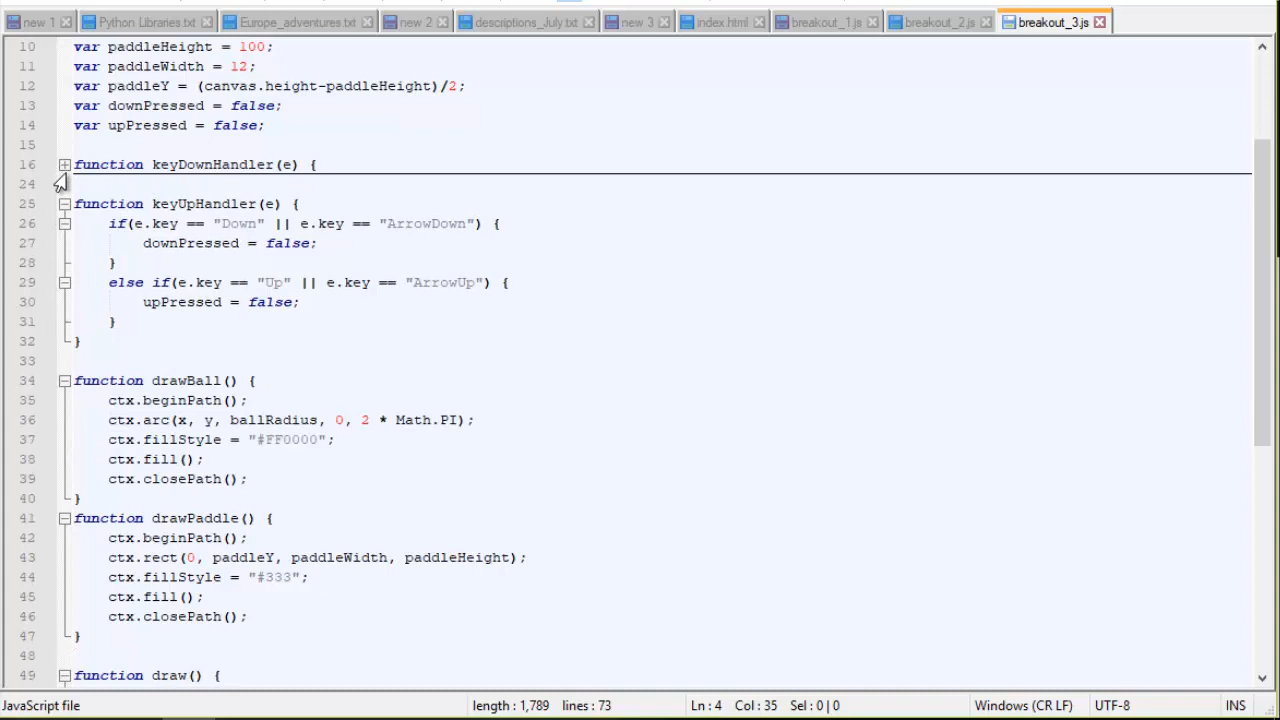 new 1 Python Libraries.txt Europe_adventures.txt new 2 descriptions_July.txt new 3 index.html breakout_1.js breakout_2.js breakout_3.js
10 var paddleHeight = 100;
11 var paddleWidth = 12;
12 var paddleY = (canvas.height-paddleHeight)/2;
13 var downPressed = false;
14 var upPressed = false;
15
16 function keyDownHandler(e) {
24
25 function keyUpHandler(e) {
26 if(e.key == "Down" || e.key == "ArrowDown") {
27 downPressed = false;
28 }
29 else if(e.key == "Up" || e.key == "ArrowUp") {
30 upPressed = false;
31 }
32 }
33
34 function drawBall() {
35 ctx.beginPath();
36 ctx.arc(x, y, ballRadius, 0, 2 * Math.PI);
37 ctx.fillStyle = "#FF0000";
38 ctx.fill();
39 ctx.closePath();
40 }
41 function drawPaddle() {
42 ctx.beginPath();
43 ctx.rect(0, paddleY, paddleWidth, paddleHeight);
44 ctx.fillStyle = "#333";
45 ctx.fill();
46 ctx.closePath();
47 }
48
49 function draw() {
JavaScript file length : 1,789 lines : 73 Ln : 4 Col : 35 Sel : 0 | 0 Windows (CR LF) UTF-8 INS